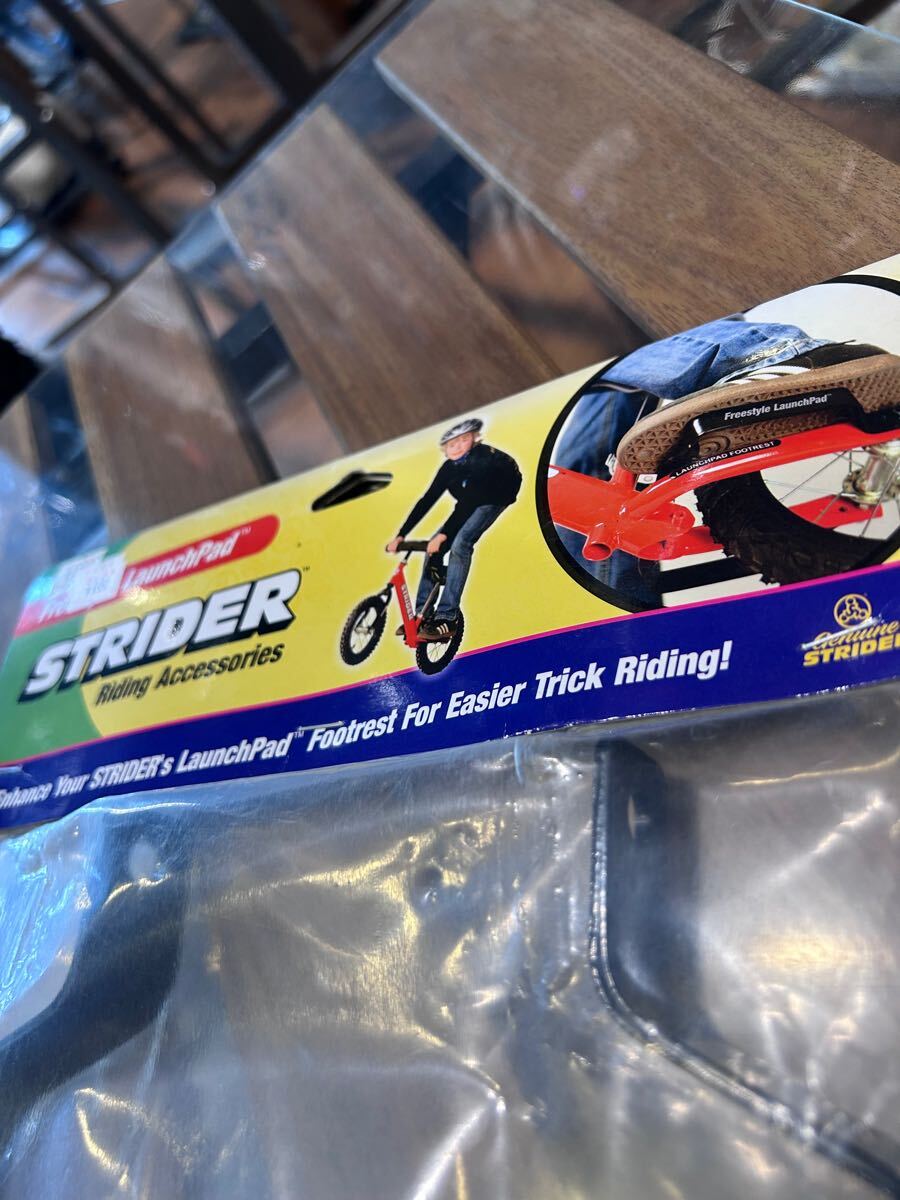 LaunchPad™
STRIDER™
Riding Accessories
Enhance Your STRIDER's LaunchPad™ Footrest For Easier Trick Riding!
Freestyle LaunchPad™
LAUNCHPAD FOOTREST
STRIDER
Genuine
STRIDER